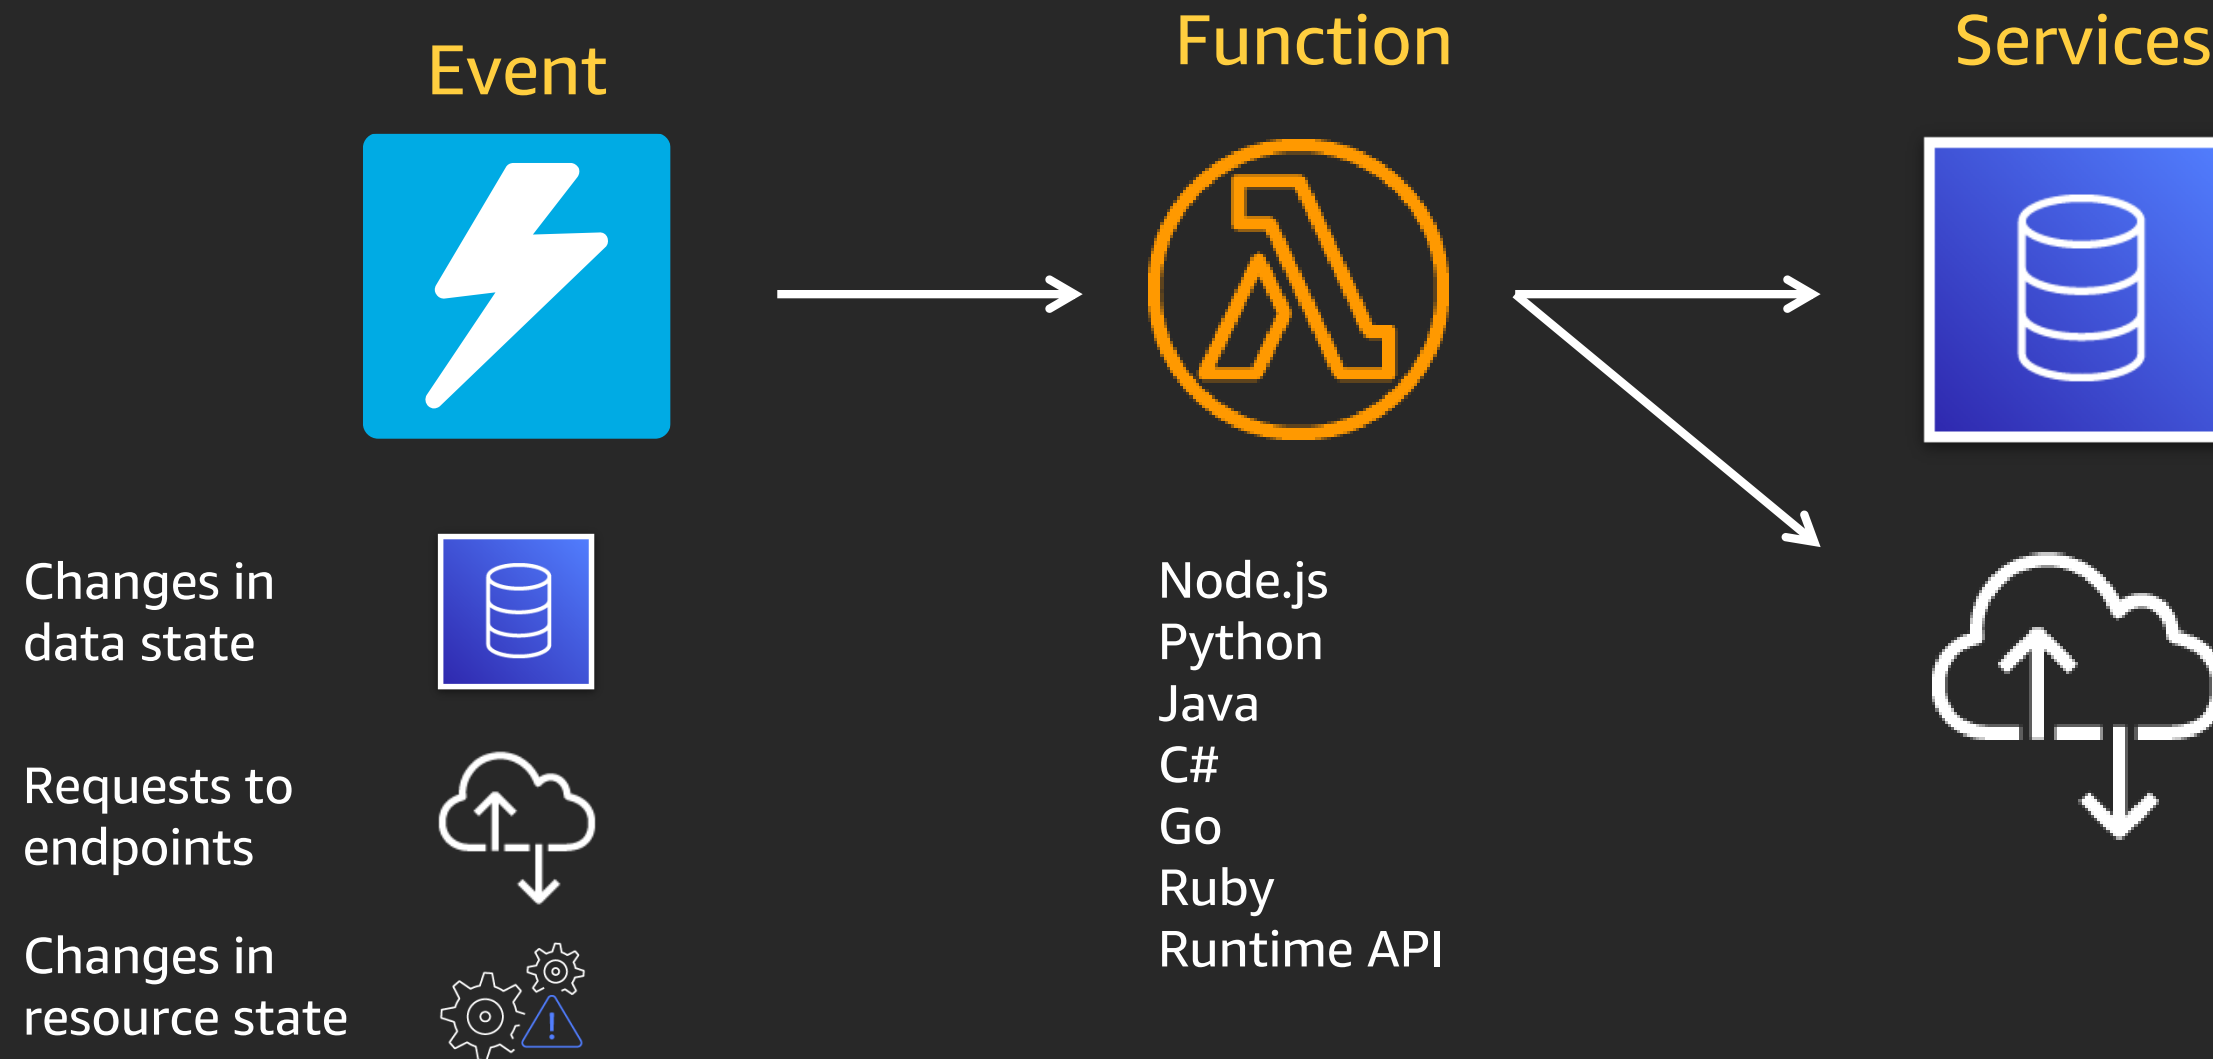 Event
Function
Services
Changes in
data state
Requests to
endpoints
Changes in
resource state
Node.js
Python
Java
C#
Go
Ruby
Runtime API